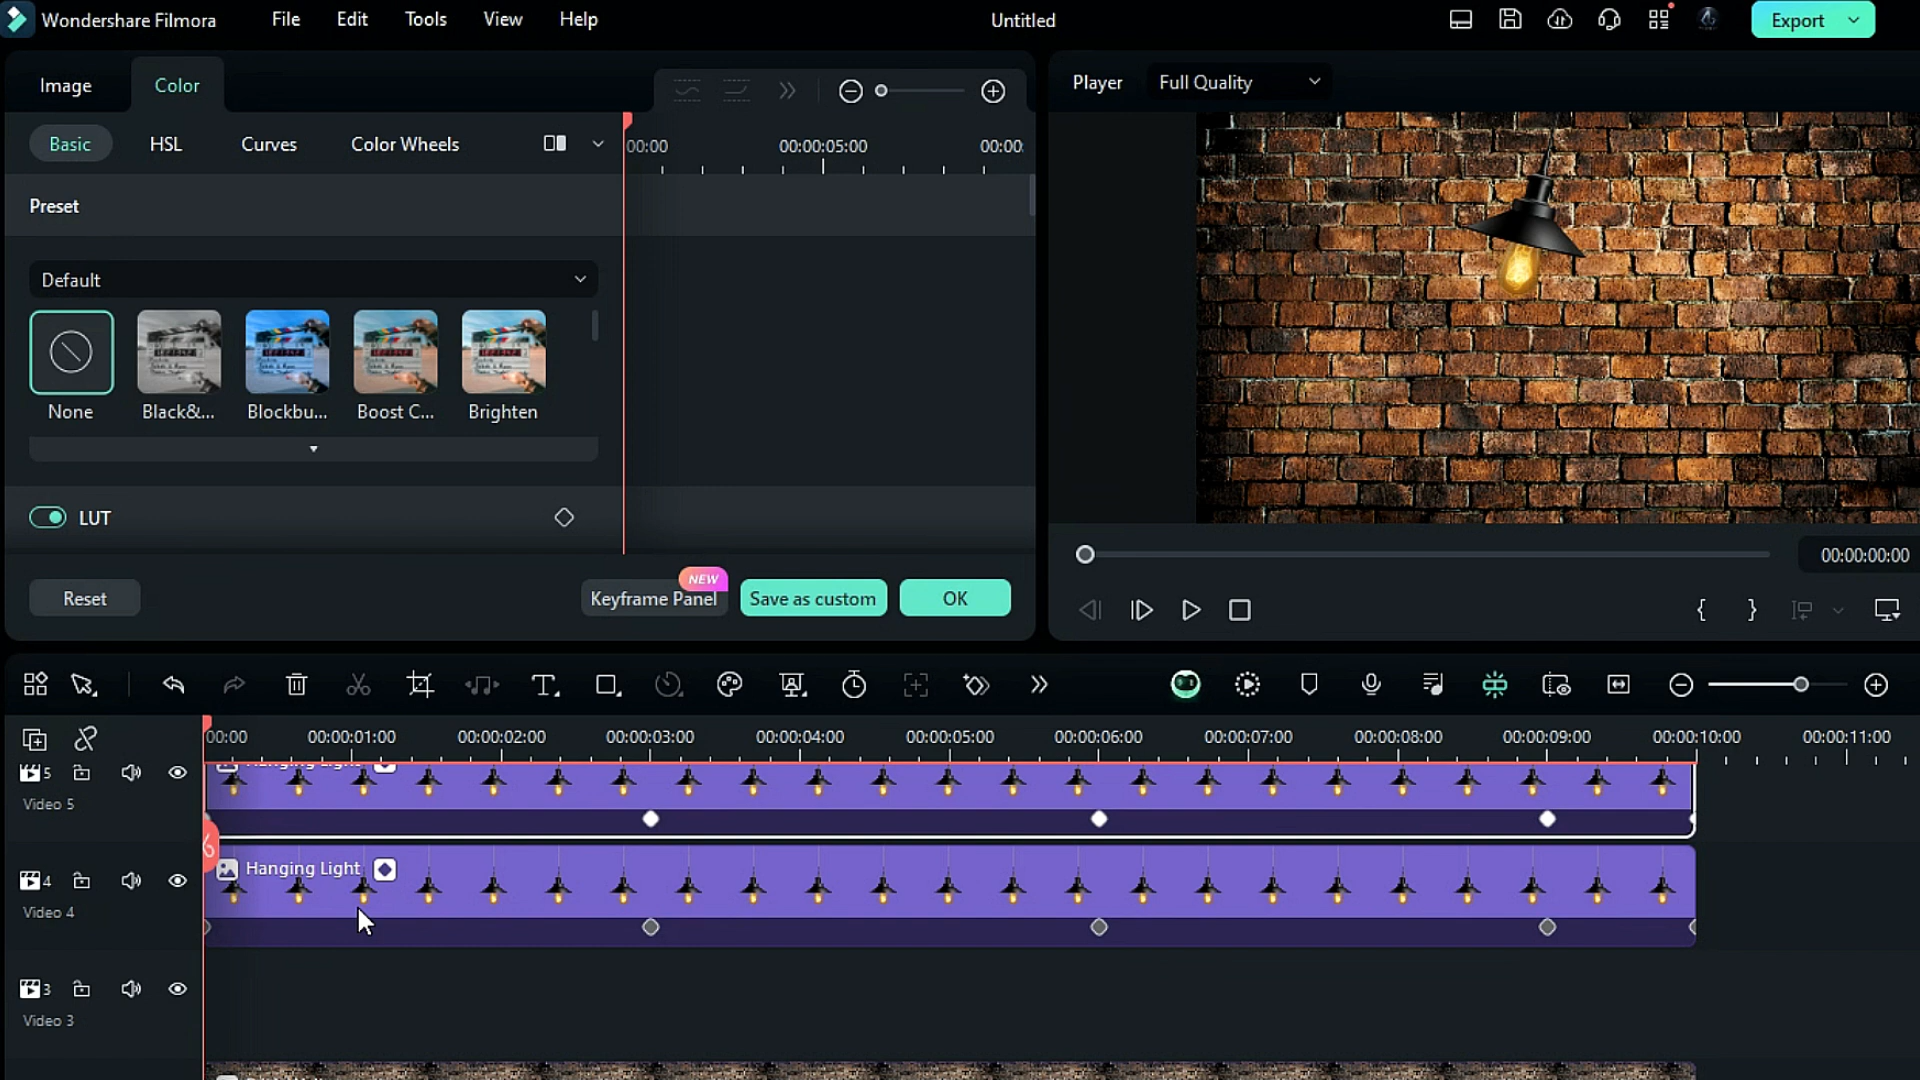 Wondershare Filmora
File
Edit
Tools
View
Help
Untitled
Export
Image
Color
Player
Full Quality
Basic
HSL
Curves
Color Wheels
00:00
00:00:05:00
00:00:
Preset
Default
None
Black&...
Blockbu...
Boost C...
Brighten
LUT
00:00:00:00
Reset
NEW
Keyframe Panel
Save as custom
OK
00:00
00:00:01:00
00:00:02:00
00:00:03:00
00:00:04:00
00:00:05:00
00:00:06:00
00:00:07:00
00:00:08:00
00:00:09:00
00:00:10:00
00:00:11:00
Hanging Light
5
Video 5
Hanging Light
4
Video 4
3
Video 3